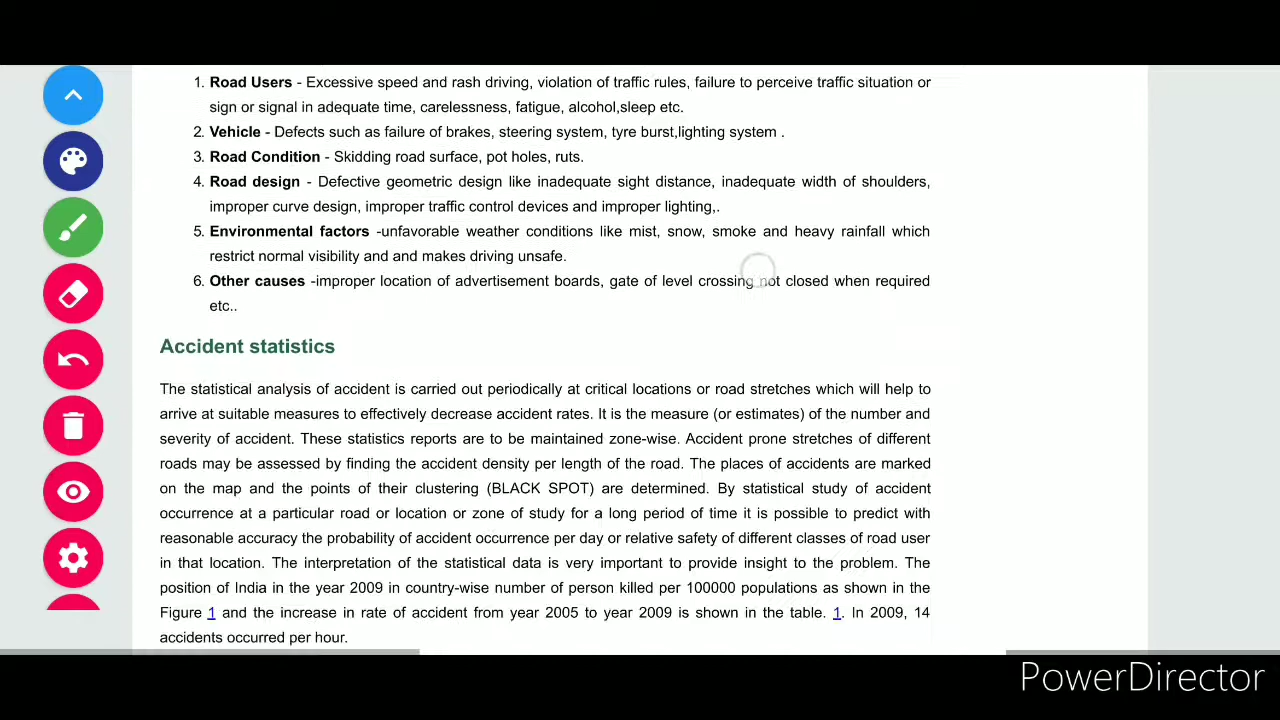 1. Road Users - Excessive speed and rash driving, violation of traffic rules, failure to perceive traffic situation or
sign or signal in adequate time, carelessness, fatigue, alcohol,sleep etc.
2. Vehicle - Defects such as failure of brakes, steering system, tyre burst,lighting system .
3. Road Condition - Skidding road surface, pot holes, ruts.
4. Road design - Defective geometric design like inadequate sight distance, inadequate width of shoulders,
improper curve design, improper traffic control devices and improper lighting,.
5. Environmental factors -unfavorable weather conditions like mist, snow, smoke and heavy rainfall which
restrict normal visibility and and makes driving unsafe.
6. Other causes -improper location of advertisement boards, gate of level crossing not closed when required
etc..
Accident statistics
The statistical analysis of accident is carried out periodically at critical locations or road stretches which will help to
arrive at suitable measures to effectively decrease accident rates. It is the measure (or estimates) of the number and
severity of accident. These statistics reports are to be maintained zone-wise. Accident prone stretches of different
roads may be assessed by finding the accident density per length of the road. The places of accidents are marked
on the map and the points of their clustering (BLACK SPOT) are determined. By statistical study of accident
occurrence at a particular road or location or zone of study for a long period of time it is possible to predict with
reasonable accuracy the probability of accident occurrence per day or relative safety of different classes of road user
in that location. The interpretation of the statistical data is very important to provide insight to the problem. The
position of India in the year 2009 in country-wise number of person killed per 100000 populations as shown in the
Figure 1 and the increase in rate of accident from year 2005 to year 2009 is shown in the table. 1. In 2009, 14
accidents occurred per hour.
PowerDirector